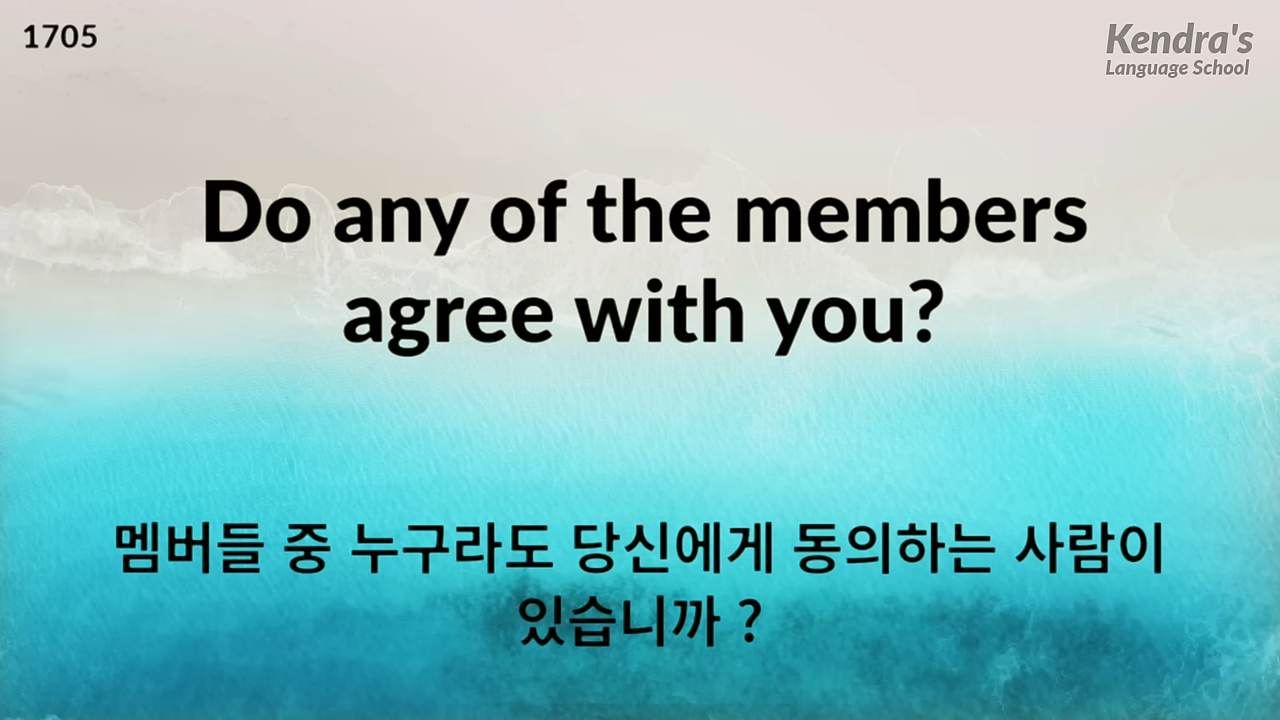 1705
Kendra's
Language School
Do any of the members
agree with you?
멤버들 중 누구라도 당신에게 동의하는 사람이
있습니까 ?